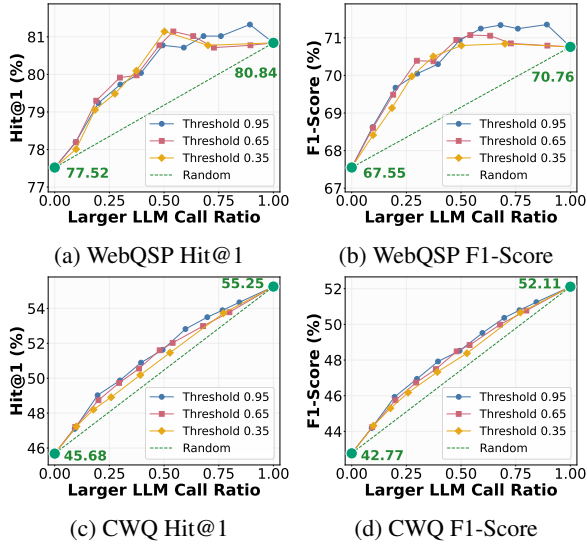 Hit@1 (%)
81
80
79
78
77
80.84
77.52
Threshold 0.95
Threshold 0.65
Threshold 0.35
Random
0.00 0.25 0.50 0.75 1.00
Larger LLM Call Ratio
(a) WebQSP Hit@1
F1-Score (%)
71
70
69
68
67
70.76
67.55
Threshold 0.95
Threshold 0.65
Threshold 0.35
Random
0.00 0.25 0.50 0.75 1.00
Larger LLM Call Ratio
(b) WebQSP F1-Score
Hit@1 (%)
54
52
50
48
46
55.25
45.68
Threshold 0.95
Threshold 0.65
Threshold 0.35
Random
0.00 0.25 0.50 0.75 1.00
Larger LLM Call Ratio
(c) CWQ Hit@1
F1-Score (%)
52
50
48
46
44
52.11
42.77
Threshold 0.95
Threshold 0.65
Threshold 0.35
Random
0.00 0.25 0.50 0.75 1.00
Larger LLM Call Ratio
(d) CWQ F1-Score